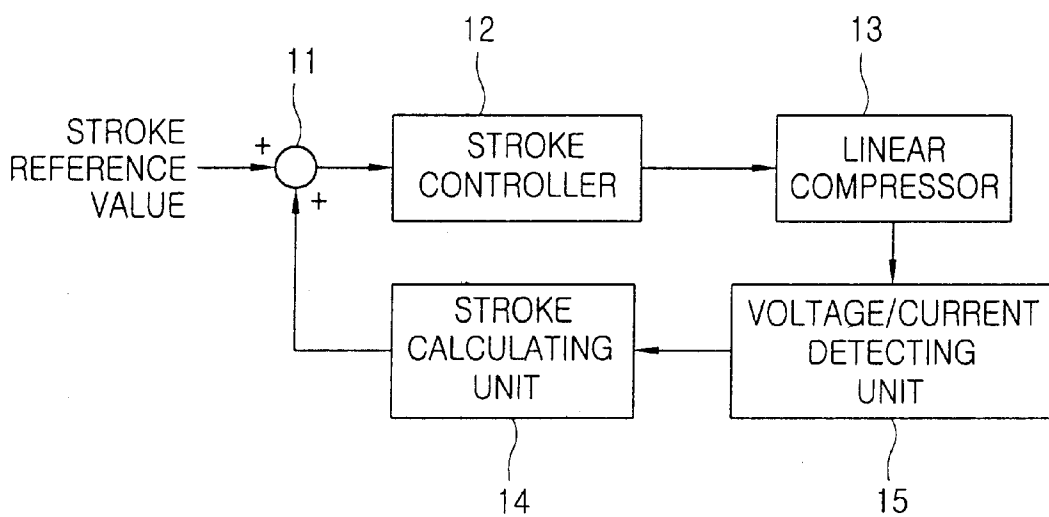 12
13
11
STROKE
REFERENCE
VALUE
+
+
STROKE
CONTROLLER
LINEAR
COMPRESSOR
STROKE
CALCULATING
UNIT
VOLTAGE/CURRENT
DETECTING
UNIT
14
15